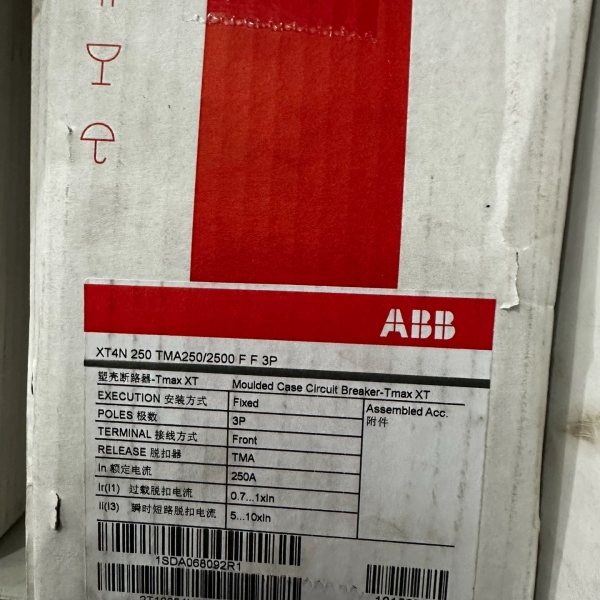 ABB
XT4N 250 TMA250/2500 F F 3P
塑壳断路器-Tmax XT Moulded Case Circuit Breaker-Tmax XT
EXECUTION 安装方式 Fixed Assembled Acc.
附件
POLES 极数 3P
TERMINAL 接线方式 Front
RELEASE 脱扣器 TMA
In 额定电流 250A
Ir(I1) 过载脱扣电流 0.7...1xIn
Ii(I3) 瞬时短路脱扣电流 5...10xIn
1SDA068092R1